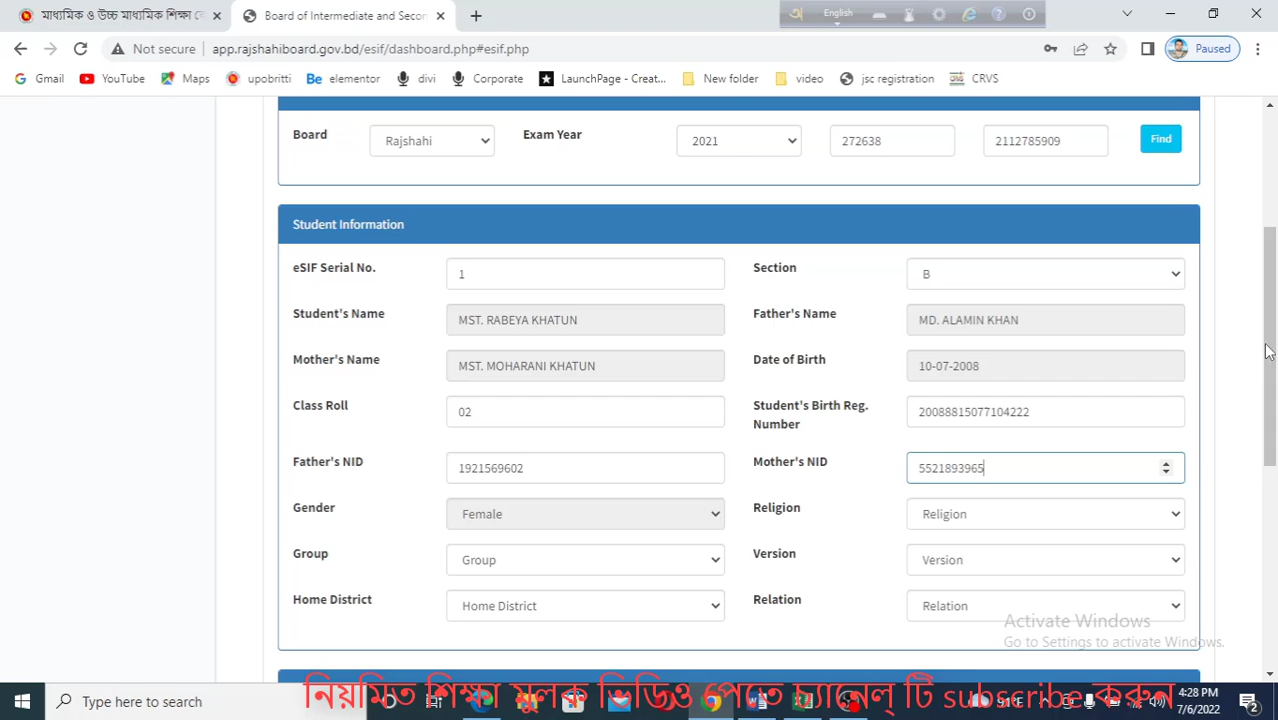 মাধ্যমিক ও উচ্চ মাধ্যমিক শিক্ষা বে
Board of Intermediate and Secon
English
Not secure
app.rajshahiboard.gov.bd/esif/dashboard.php#esif.php
Paused
Gmail
YouTube
Maps
upobritti
Be elementor
divi
Corporate
LaunchPage - Creat...
New folder
video
jsc registration
CRVS
Board
Rajshahi
Exam Year
2021
272638
2112785909
Find
Student Information
eSIF Serial No.
1
Section
B
Student's Name
MST. RABEYA KHATUN
Father's Name
MD. ALAMIN KHAN
Mother's Name
MST. MOHARANI KHATUN
Date of Birth
10-07-2008
Class Roll
02
Student's Birth Reg.
Number
20088815077104222
Father's NID
1921569602
Mother's NID
5521893965
Gender
Female
Religion
Religion
Group
Group
Version
Version
Home District
Home District
Relation
Relation
Activate Windows
Go to Settings to activate Windows.
নিয়মিত শিক্ষা মুলক ভিডিও পেতে চ্যানেল্ টি subscribe করুন
Type here to search
91°F
4:28 PM
7/6/2022
2